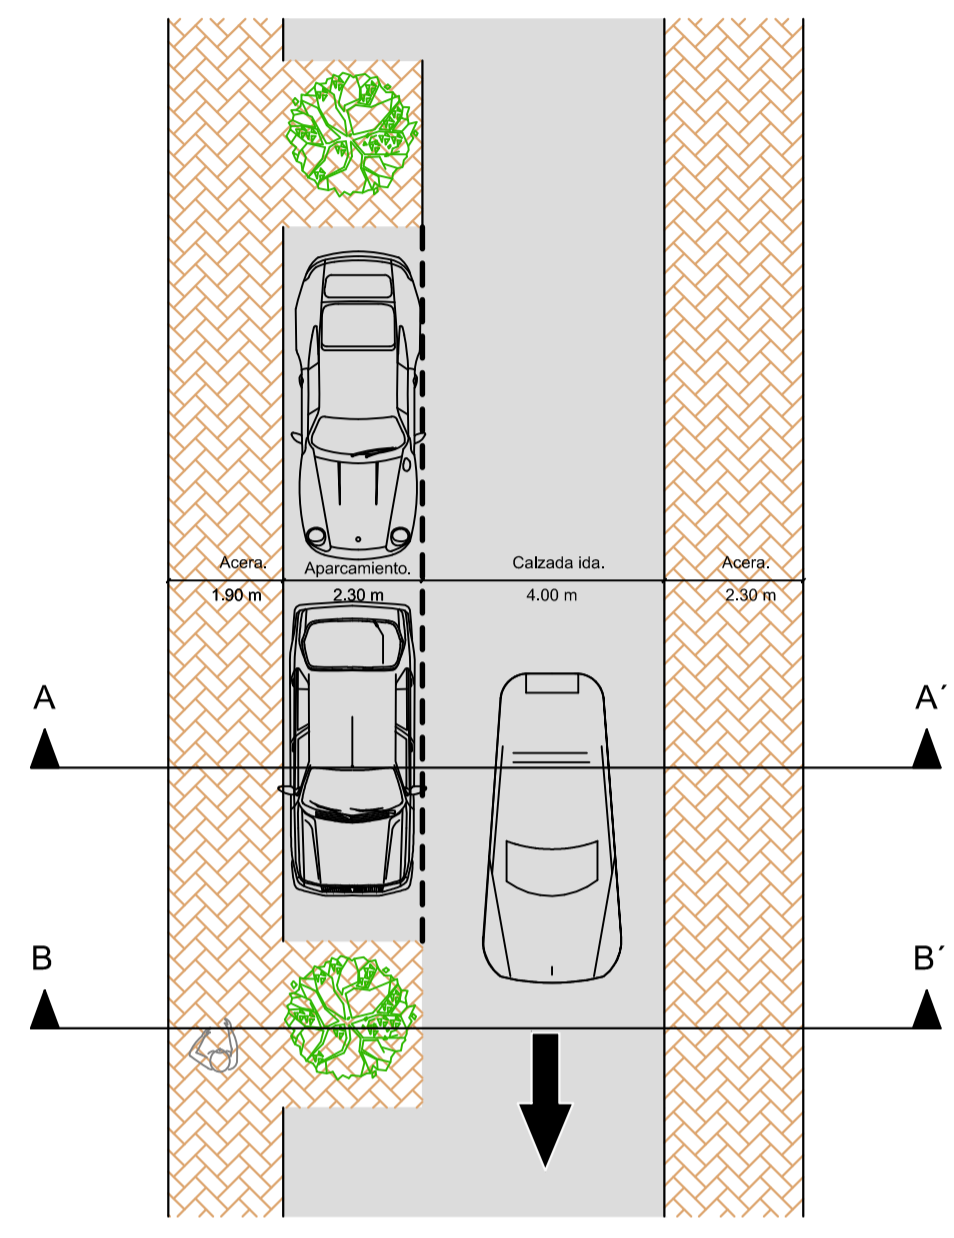 Acera.
Aparcamiento.
Calzada ida.
Acera.
1.90 m
2.30 m
4.00 m
2.30 m
A
A´
B
B´